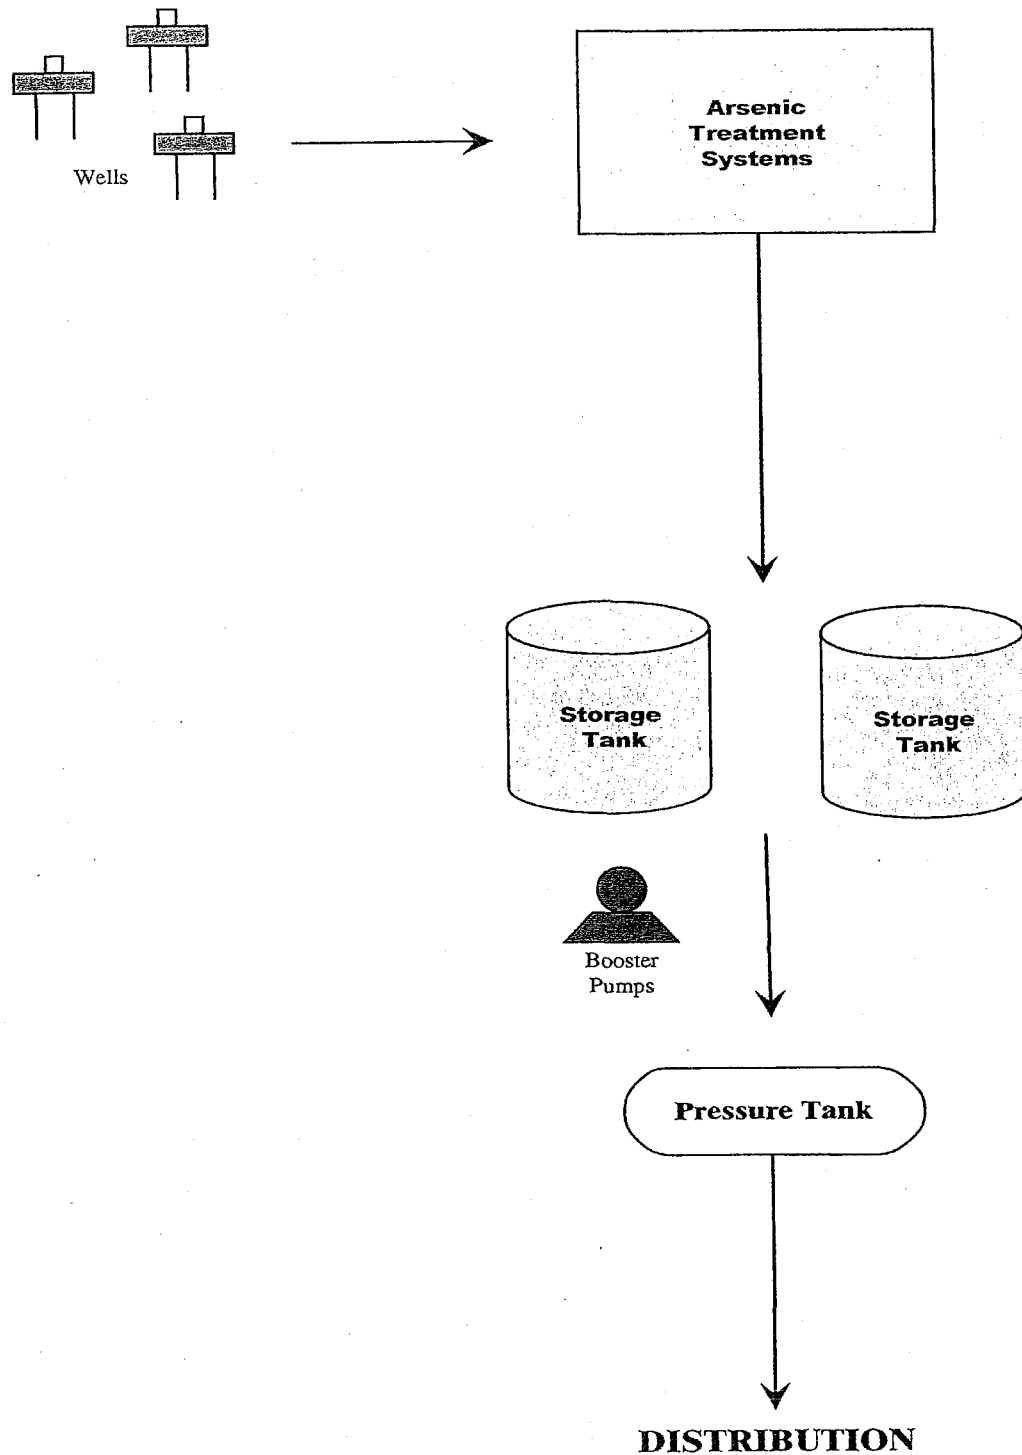 Wells
Arsenic
Treatment
Systems
Storage
Tank
Storage
Tank
Booster
Pumps
Pressure Tank
DISTRIBUTION